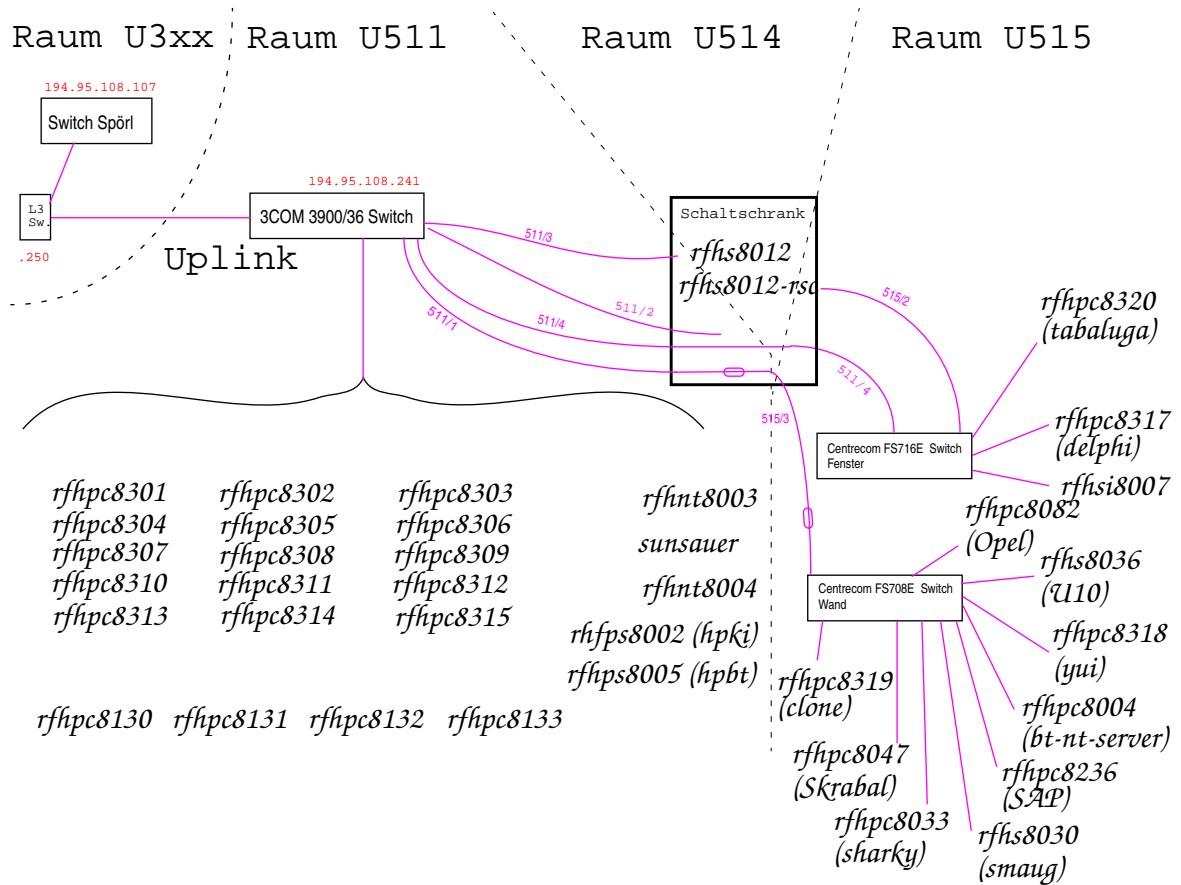 Raum U3xx
Raum U511
Raum U514
Raum U515
194.95.108.107
Switch Spörl
194.95.108.241
L3
Sw.
3COM 3900/36 Switch
.250
Uplink
511/3
511/2
511/4
511/1
Schaltschrank
rfhs8012
rfhs8012-rsc
515/2
511/4
515/3
rfhpc8320
(tabaluga)
rfhpc8317
(delphi)
rfhsi8007
Centrecom FS716E Switch
Fenster
rfhpc8082
(Opel)
rfhs8036
(U10)
Centrecom FS708E Switch
Wand
rfhpc8318
(yui)
rfhpc8004
(bt-nt-server)
rfhpc8236
(SAP)
rfhs8030
(smaug)
rfhpc8033
(sharky)
rfhpc8047
(Skrabal)
rfhpc8319
(clone)
rfhpc8301 rfhpc8302 rfhpc8303
rfhpc8304 rfhpc8305 rfhpc8306
rfhpc8307 rfhpc8308 rfhpc8309
rfhpc8310 rfhpc8311 rfhpc8312
rfhpc8313 rfhpc8314 rfhpc8315
rfhnt8003
sunsauer
rfhnt8004
rhfps8002 (hpki)
rfhps8005 (hpbt)
rfhpc8130 rfhpc8131 rfhpc8132 rfhpc8133